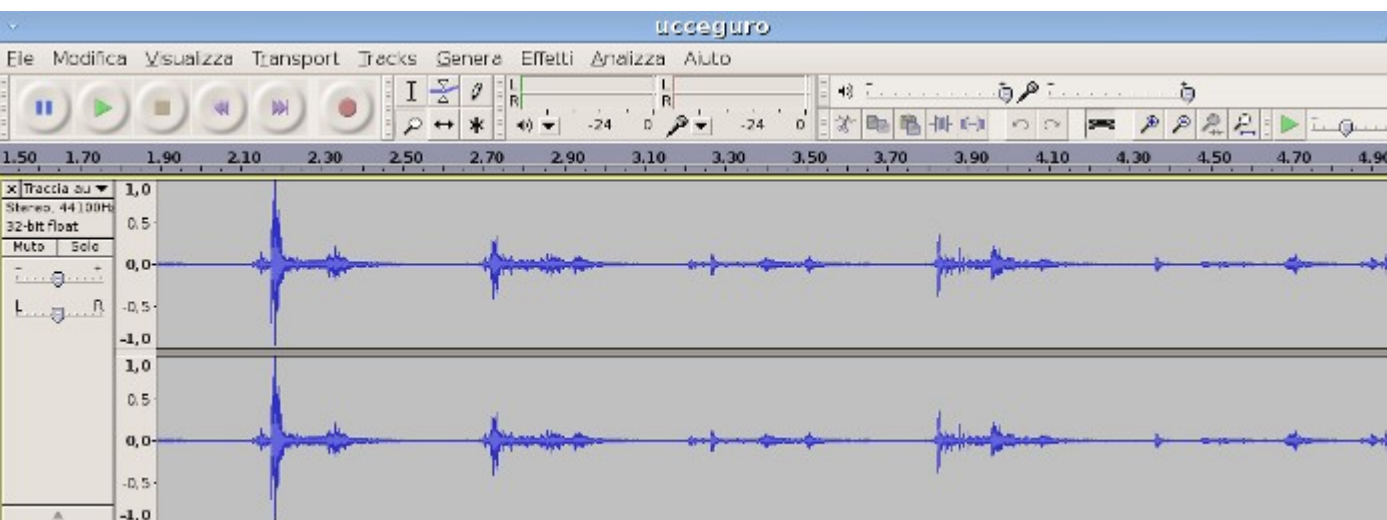 ucceguro
File Modifica Visualizza Transport Tracks Genera Effetti Analizza Aiuto
L
R
-24 0
L
R
-24 0
1.50 1.70 1.90 2.10 2.30 2.50 2.70 2.90 3.10 3.30 3.50 3.70 3.90 4.10 4.30 4.50 4.70 4.90
x Traccia au
Stereo, 44100Hz
32-bit float
Muto Solo
- +
L R
1,0
0,5
0,0
-0,5
-1,0
1,0
0,5
0,0
-0,5
-1,0